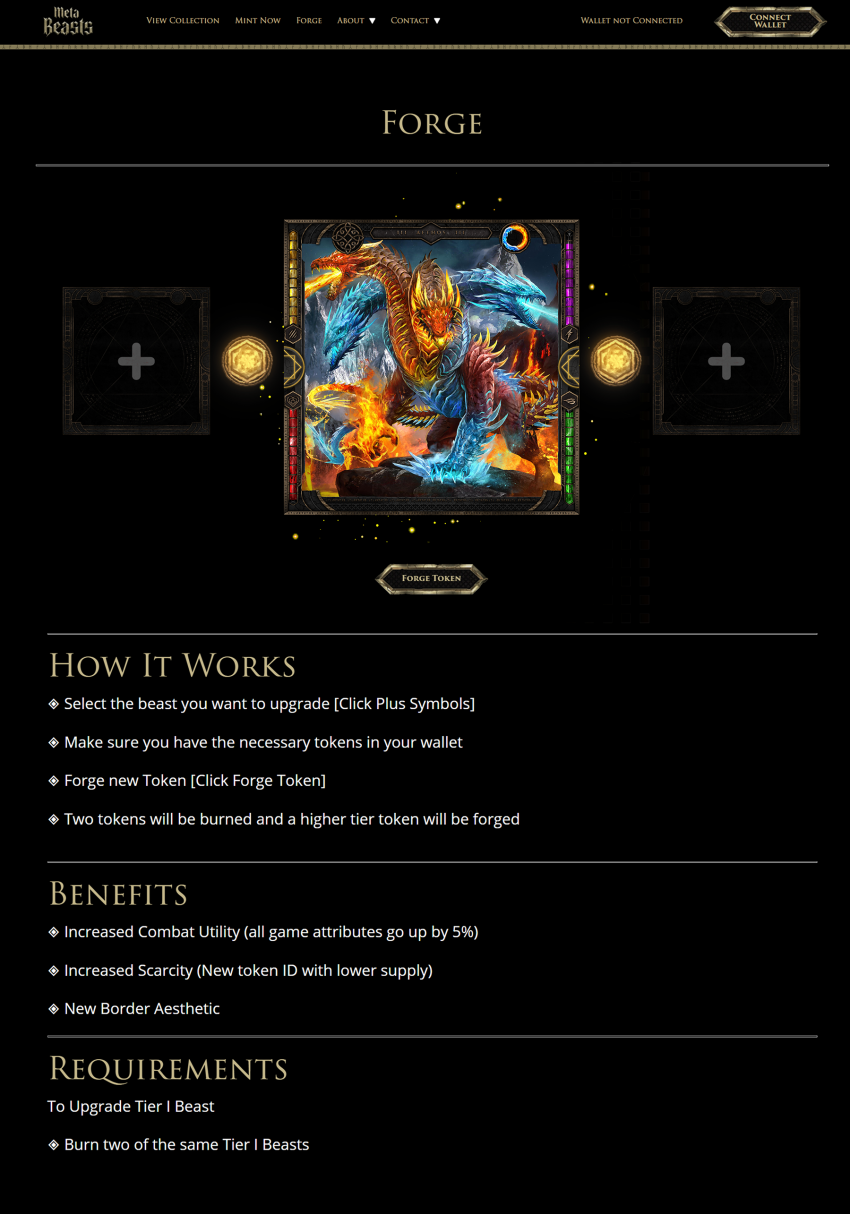 Meta
Beasts
View Collection
Mint Now
Forge
About
Contact
Wallet not Connected
Connect
Wallet
Forge
Forge Token
How It Works
Select the beast you want to upgrade [Click Plus Symbols]
Make sure you have the necessary tokens in your wallet
Forge new Token [Click Forge Token]
Two tokens will be burned and a higher tier token will be forged
Benefits
Increased Combat Utility (all game attributes go up by 5%)
Increased Scarcity (New token ID with lower supply)
New Border Aesthetic
Requirements
To Upgrade Tier I Beast
Burn two of the same Tier I Beasts